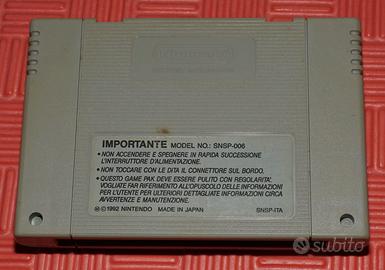 Nintendo
IMPORTANTE MODEL NO.: SNSP-006
• NON ACCENDERE E SPEGNERE IN RAPIDA SUCCESSIONE
L'INTERRUTTORE D'ALIMENTAZIONE.
• NON TOCCARE CON LE DITA IL CONNETTORE SUL BORDO.
• QUESTO GAME PAK DEVE ESSERE PULITO CON REGOLARITA'.
VOGLIATE FAR RIFERIMENTO ALL'OPUSCOLO DELLE INFORMAZIONI
PER L'UTENTE PER ULTERIORI DETTAGLIATE INFORMAZIONI CIRCA
AVVERTENZE E MANUTENZIONE.
© 1992 NINTENDO MADE IN JAPAN SNSP-ITA
subito